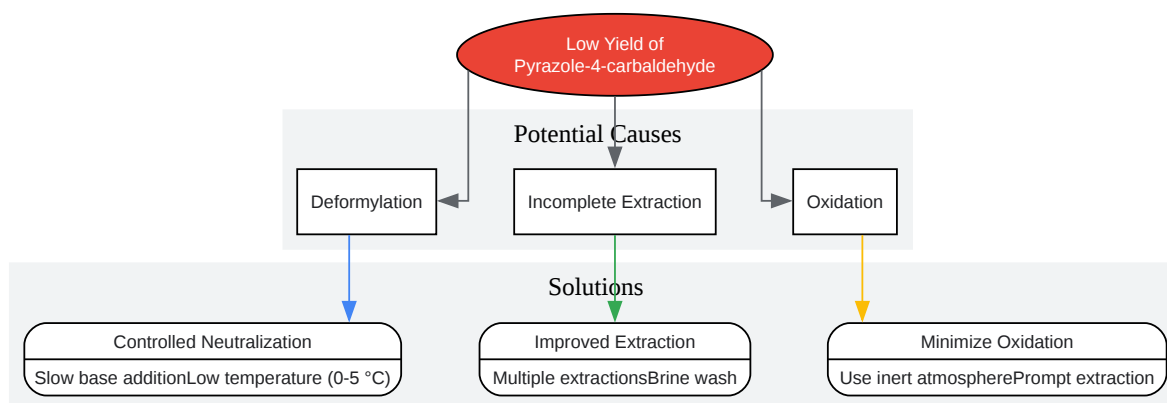 Low Yield of
Pyrazole-4-carbaldehyde
Potential Causes
Deformylation
Incomplete Extraction
Oxidation
Solutions
Controlled Neutralization
Slow base additionLow temperature (0-5 °C)
Improved Extraction
Multiple extractionsBrine wash
Minimize Oxidation
Use inert atmospherePrompt extraction